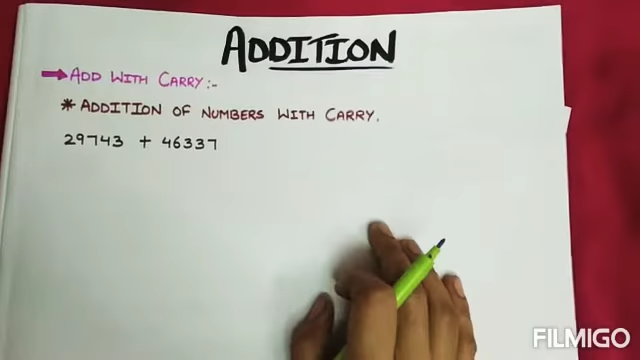 ADDITION
➡ADD WITH CARRY:-
* ADDITION OF NUMBERS WITH CARRY.
29743 + 46337
FILMIGO